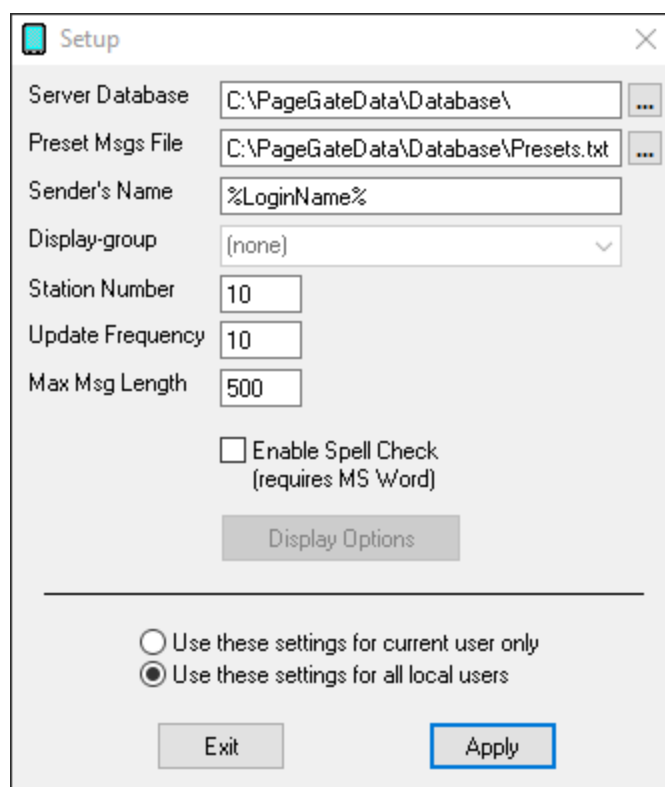 Setup
Server Database C:\PageGateData\Database\ ...
Preset Msgs File C:\PageGateData\Database\Presets.txt ...
Sender's Name %LoginName%
Display-group (none)
Station Number 10
Update Frequency 10
Max Msg Length 500
Enable Spell Check
(requires MS Word)
Display Options
Use these settings for current user only
Use these settings for all local users
Exit Apply